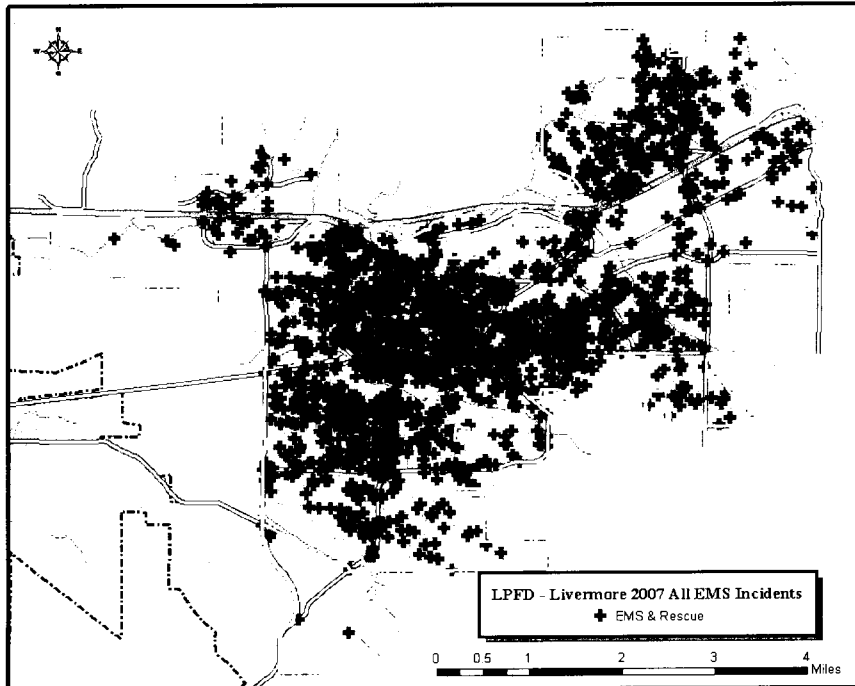 N
W E
S
LPFD - Livermore 2007 All EMS Incidents
EMS & Rescue
0 0.5 1 2 3 4
Miles